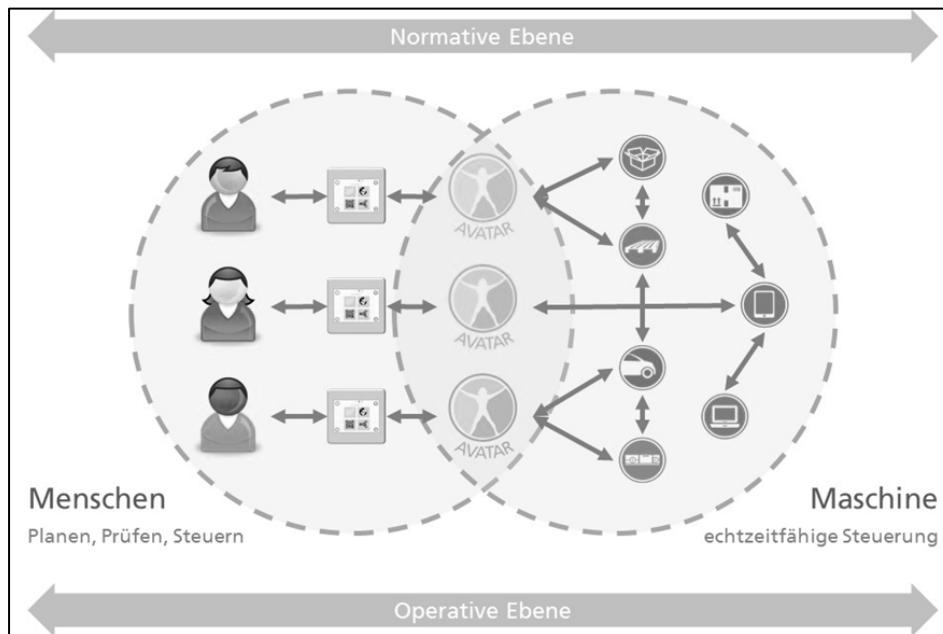 Normative Ebene
AVATAR
AVATAR
AVATAR
Menschen
Planen, Prüfen, Steuern
Maschine
echtzeitfähige Steuerung
Operative Ebene